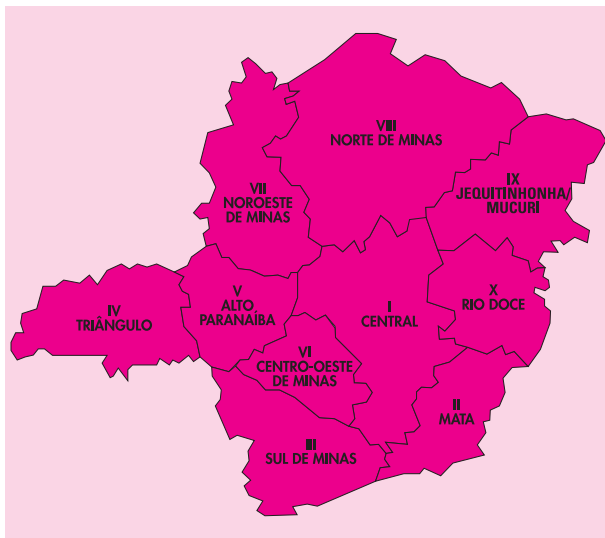 VIII
NORTE DE MINAS
IX
JEQUITINHONHA/
MUCURI
VII
NOROESTE
DE MINAS
X
RIO DOCE
V
ALTO
PARANAÍBA
IV
TRIÂNGULO
I
CENTRAL
VI
CENTRO-OESTE
DE MINAS
II
MATA
III
SUL DE MINAS